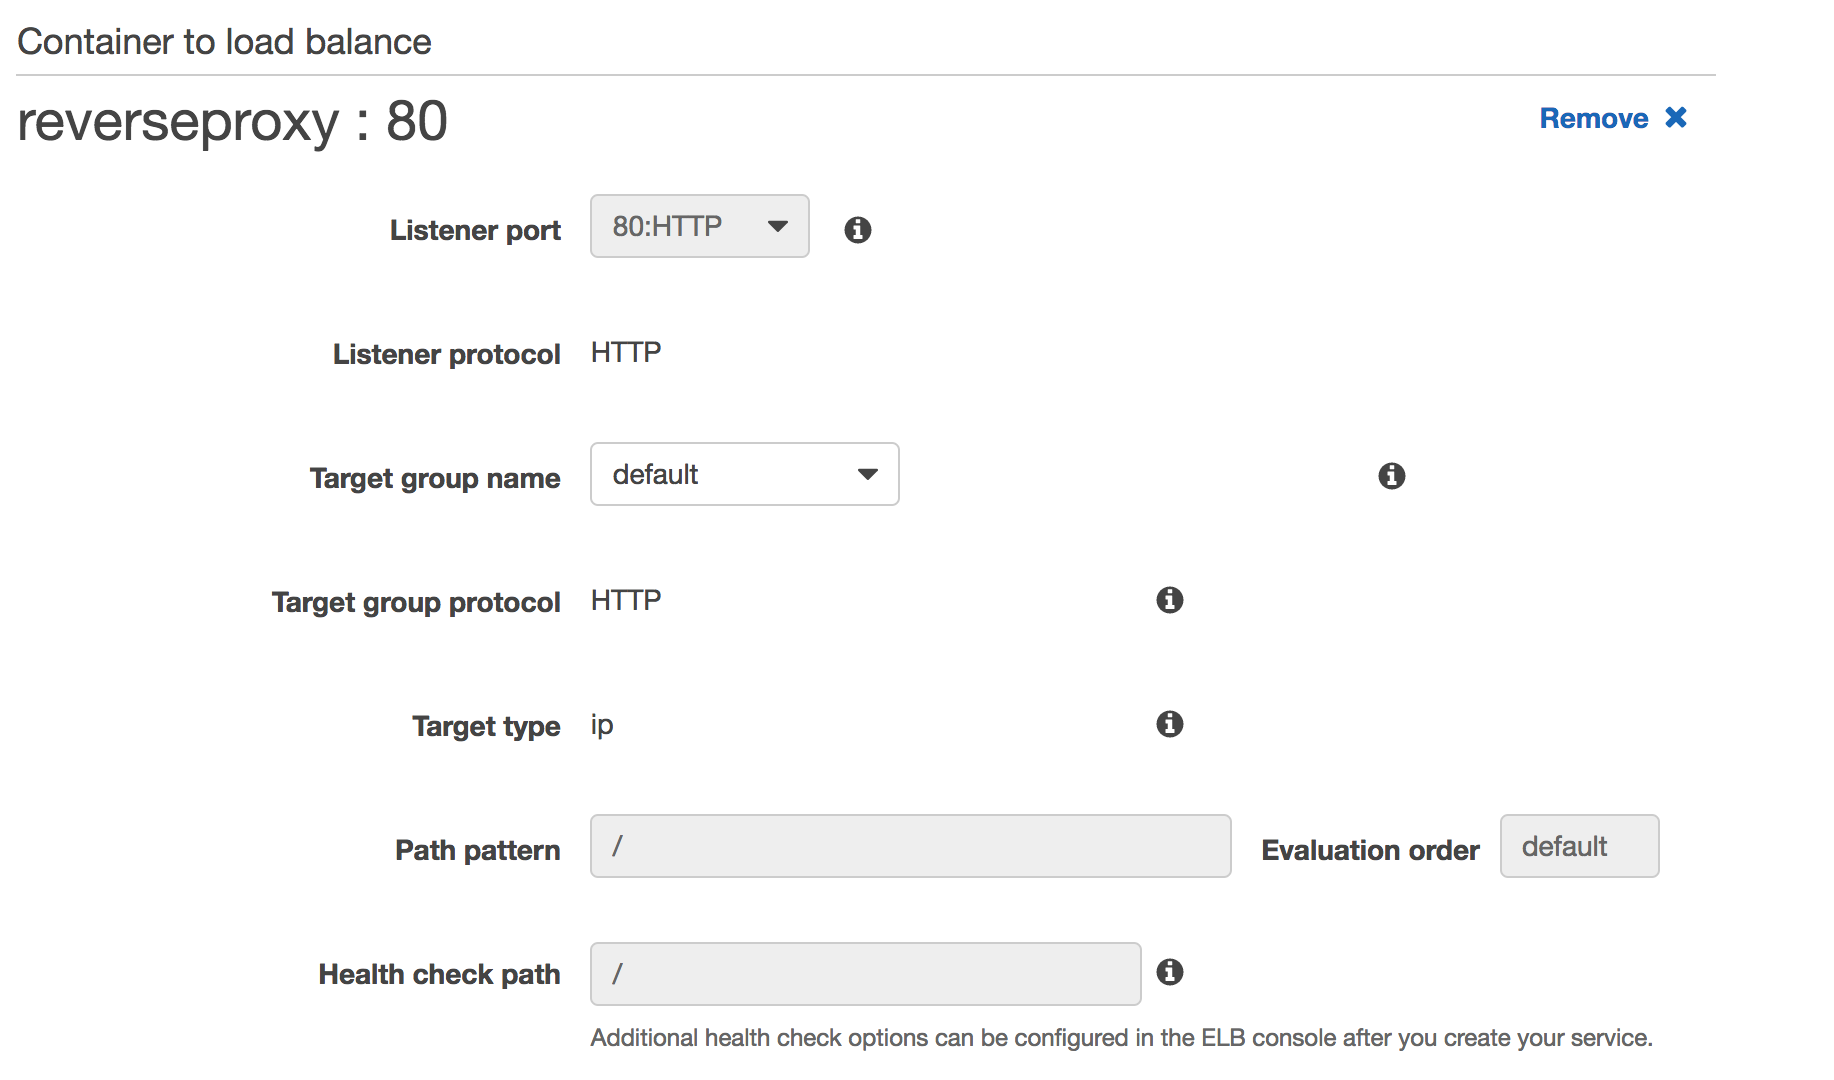 Container to load balance
reverseproxy : 80
Remove ✖
Listener port 80:HTTP
Listener protocol HTTP
Target group name default
Target group protocol HTTP
Target type ip
Path pattern / Evaluation order default
Health check path /
Additional health check options can be configured in the ELB console after you create your service.